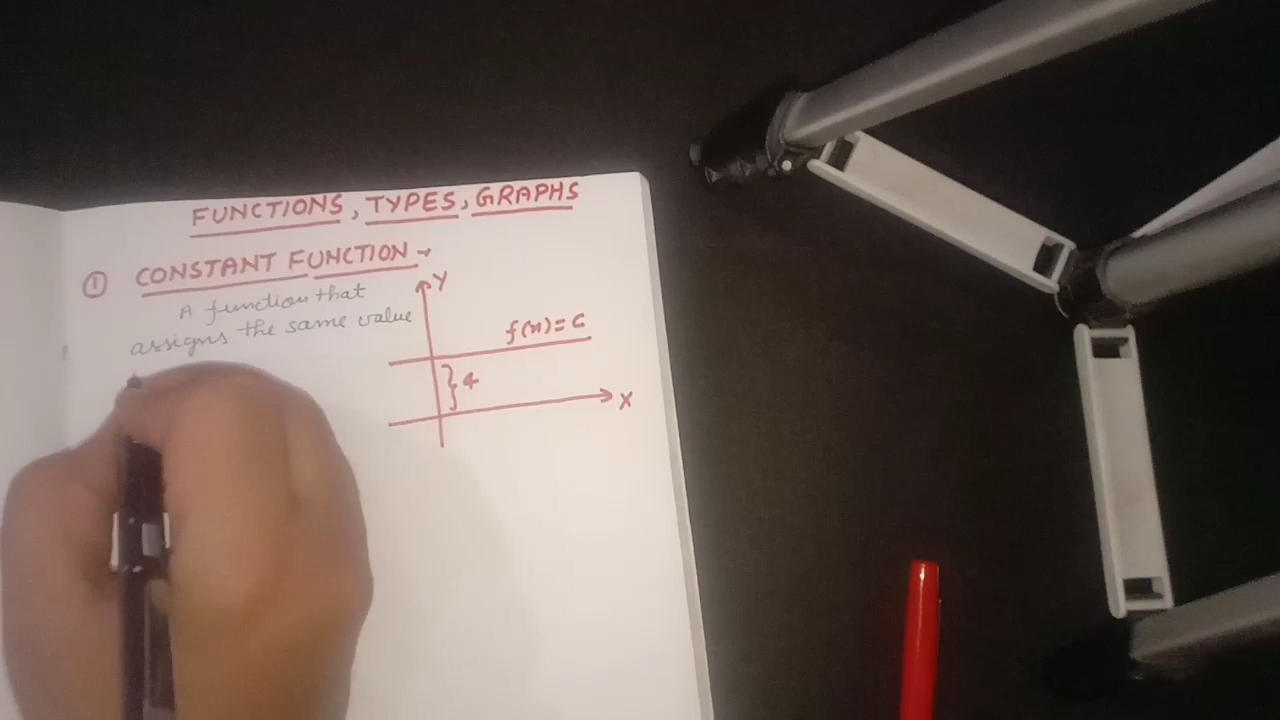 FUNCTIONS, TYPES, GRAPHS
① CONSTANT FUNCTION →
A function that
assigns the same value
Y
f(x)=C
4
X